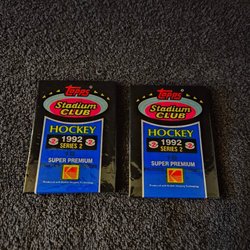 Topps
Stadium
CLUB
HOCKEY
1992
SERIES 2
SUPER PREMIUM
Topps
Stadium
CLUB
HOCKEY
1992
SERIES 2
SUPER PREMIUM